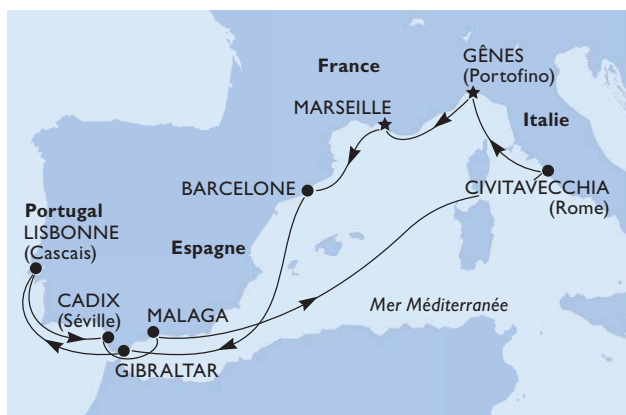 GÊNES
(Portofino)
France
MARSEILLE
Italie
BARCELONE
CIVITAVECCHIA
(Rome)
Portugal
LISBONNE
(Cascais)
Espagne
CADIX
(Séville)
MALAGA
Mer Méditerranée
GIBRALTAR